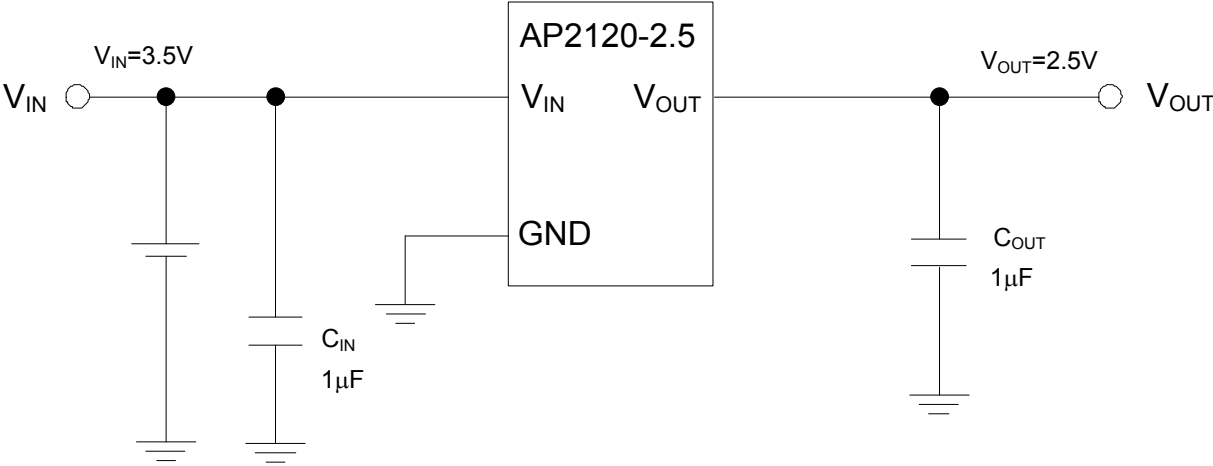 AP2120-2.5
V_IN=3.5V
V_OUT=2.5V
V_IN
V_IN
V_OUT
V_OUT
GND
C_OUT
1μF
C_IN
1μF